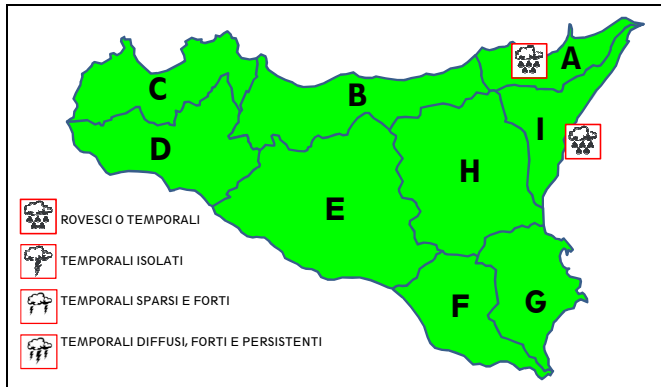 A
C
B
I
D
H
E
F
G
ROVESCI O TEMPORALI
TEMPORALI ISOLATI
TEMPORALI SPARSI E FORTI
TEMPORALI DIFFUSI, FORTI E PERSISTENTI